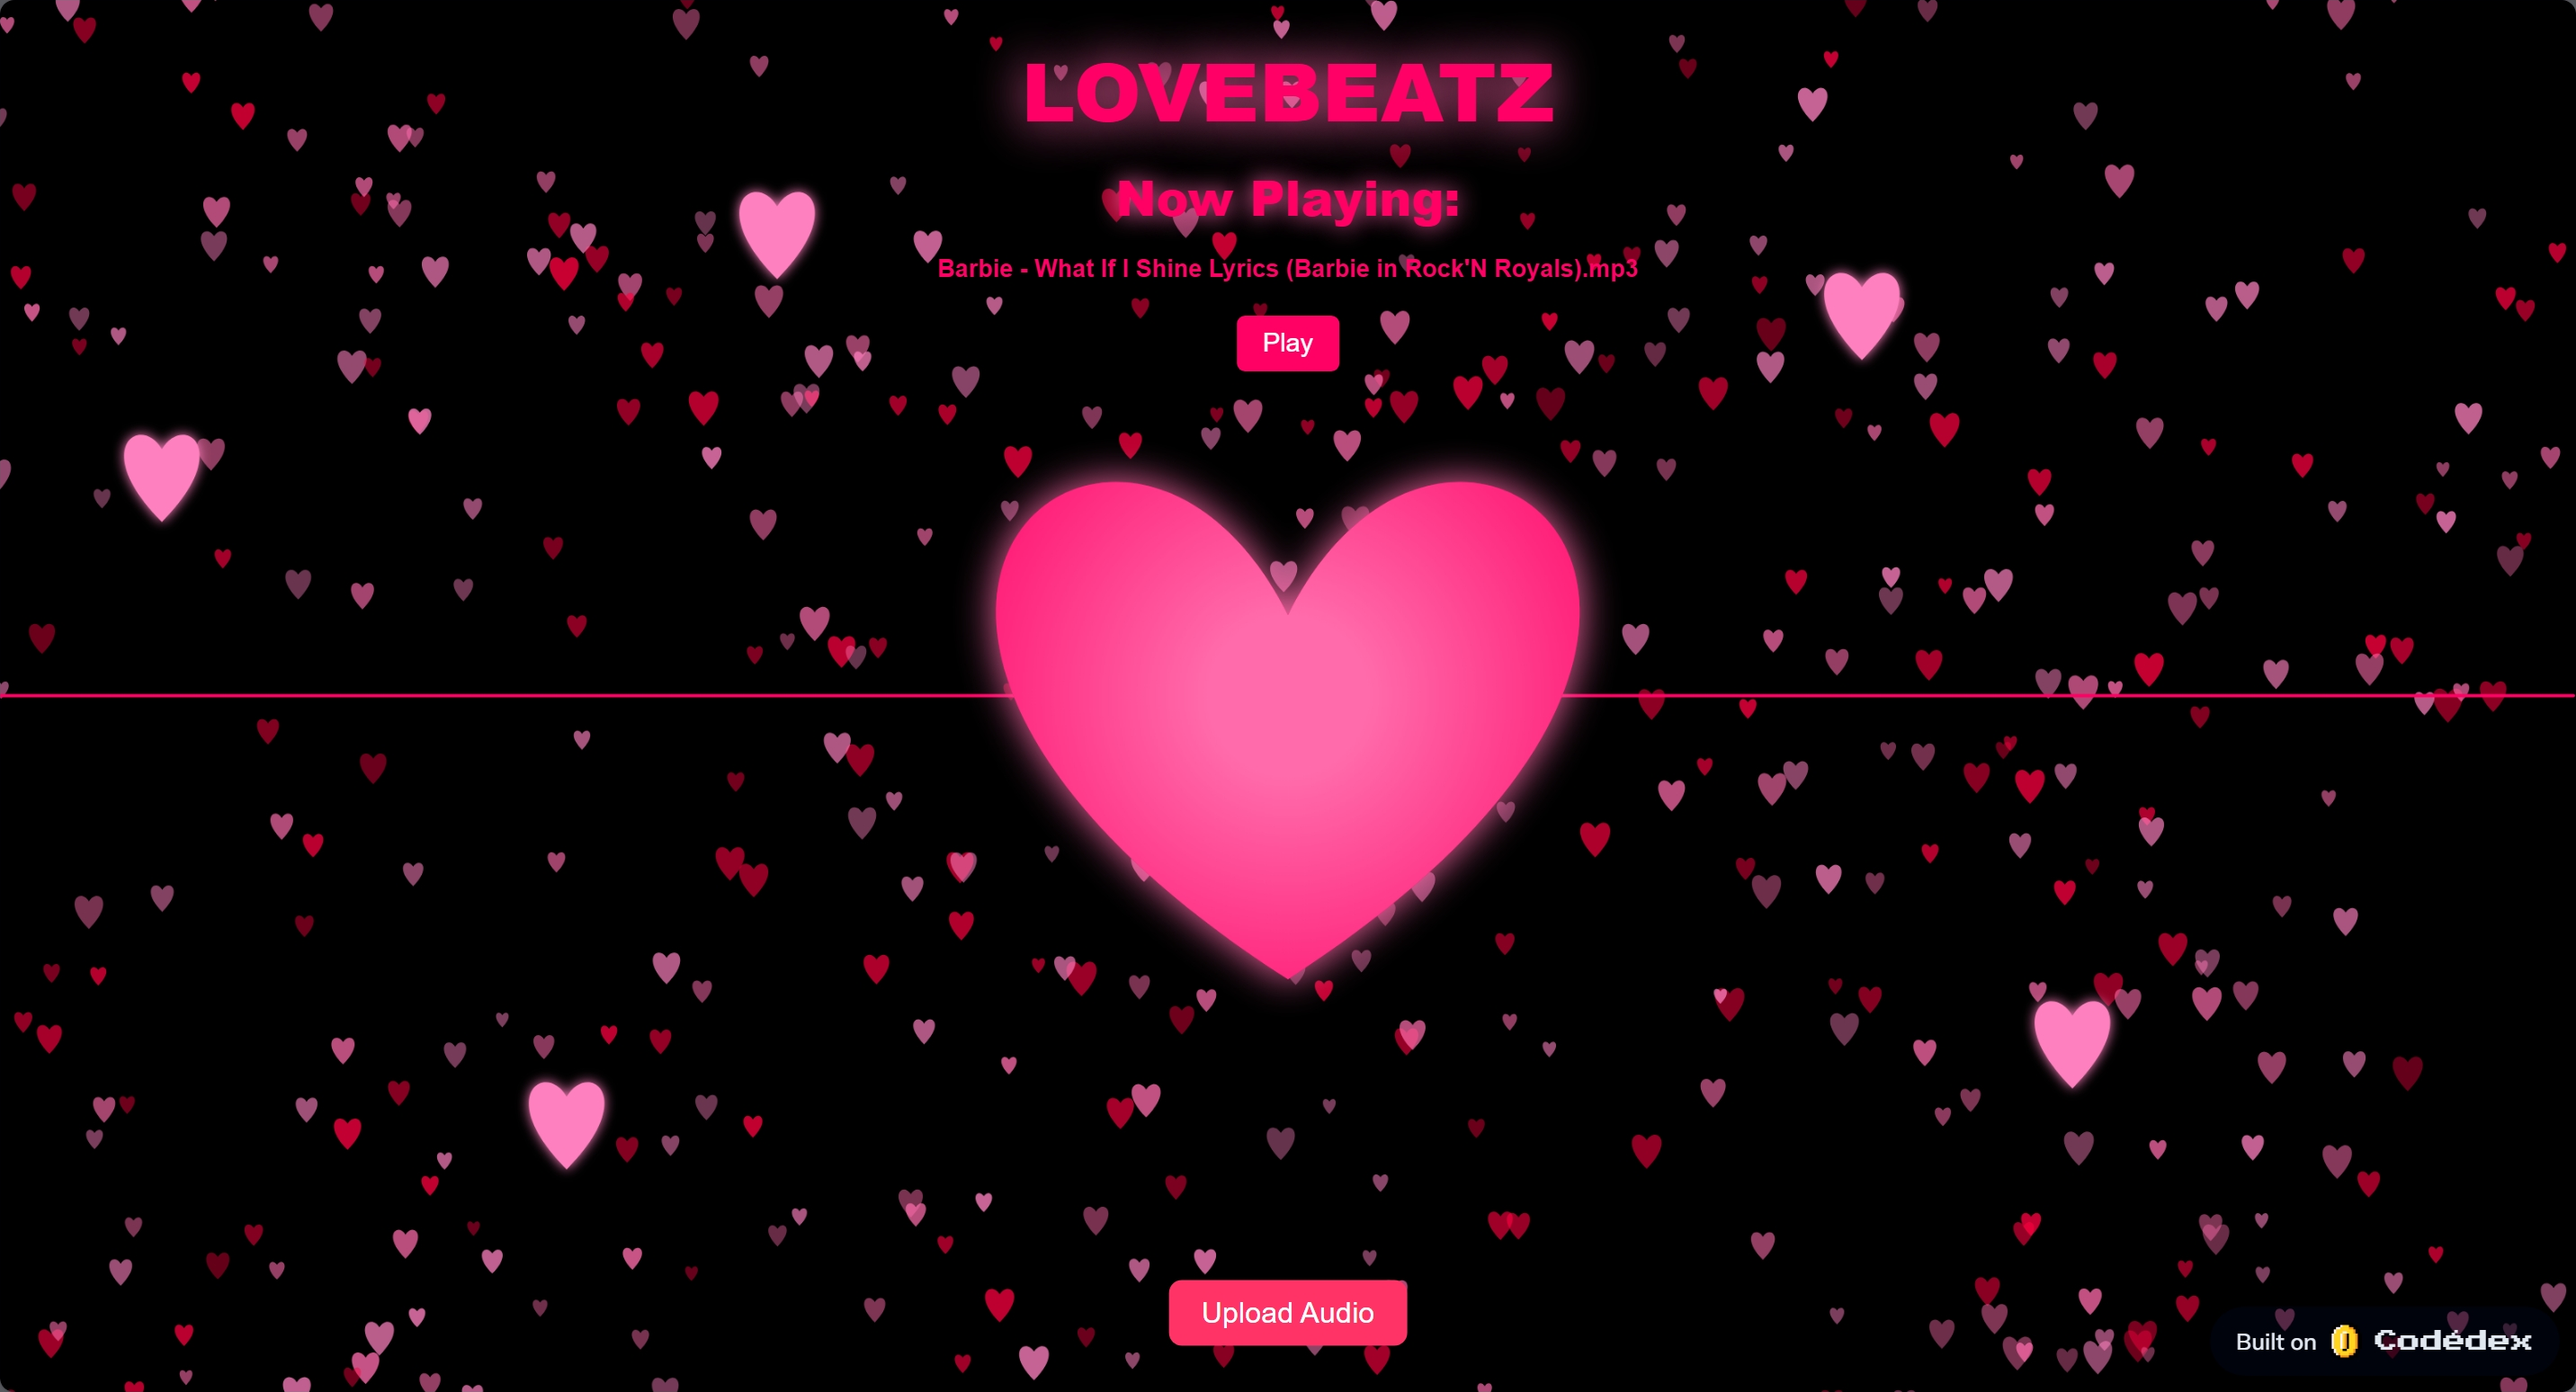 LOVEBEATZ
Now Playing:
Barbie - What If I Shine Lyrics (Barbie in Rock'N Royals).mp3
Play
Upload Audio
Built on Codédex